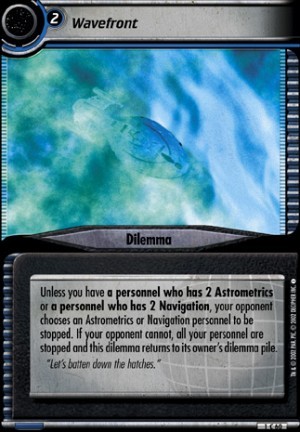 2
Wavefront
Dilemma
Unless you have a personnel who has 2 Astrometrics
or a personnel who has 2 Navigation, your opponent
chooses an Astrometrics or Navigation personnel to be
stopped. If your opponent cannot, all your personnel
are stopped and this dilemma returns to its owner's dilemma pile.
"Let's batten down the hatches."
1 C 60